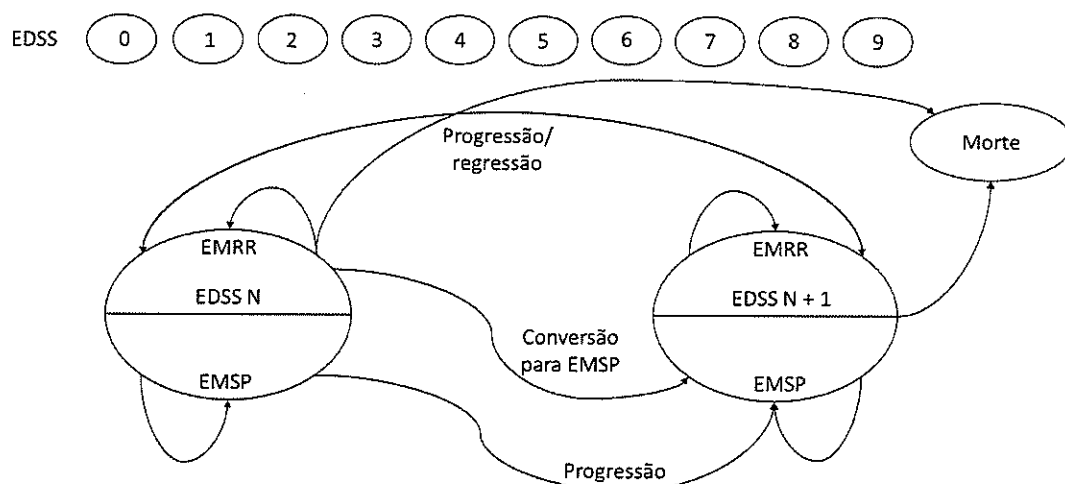 EDSS 0 1 2 3 4 5 6 7 8 9
Progressão/
regressão
Morte
EMRR
EDSS N
EMSP
EMRR
EDSS N + 1
EMSP
Conversão
para EMSP
Progressão